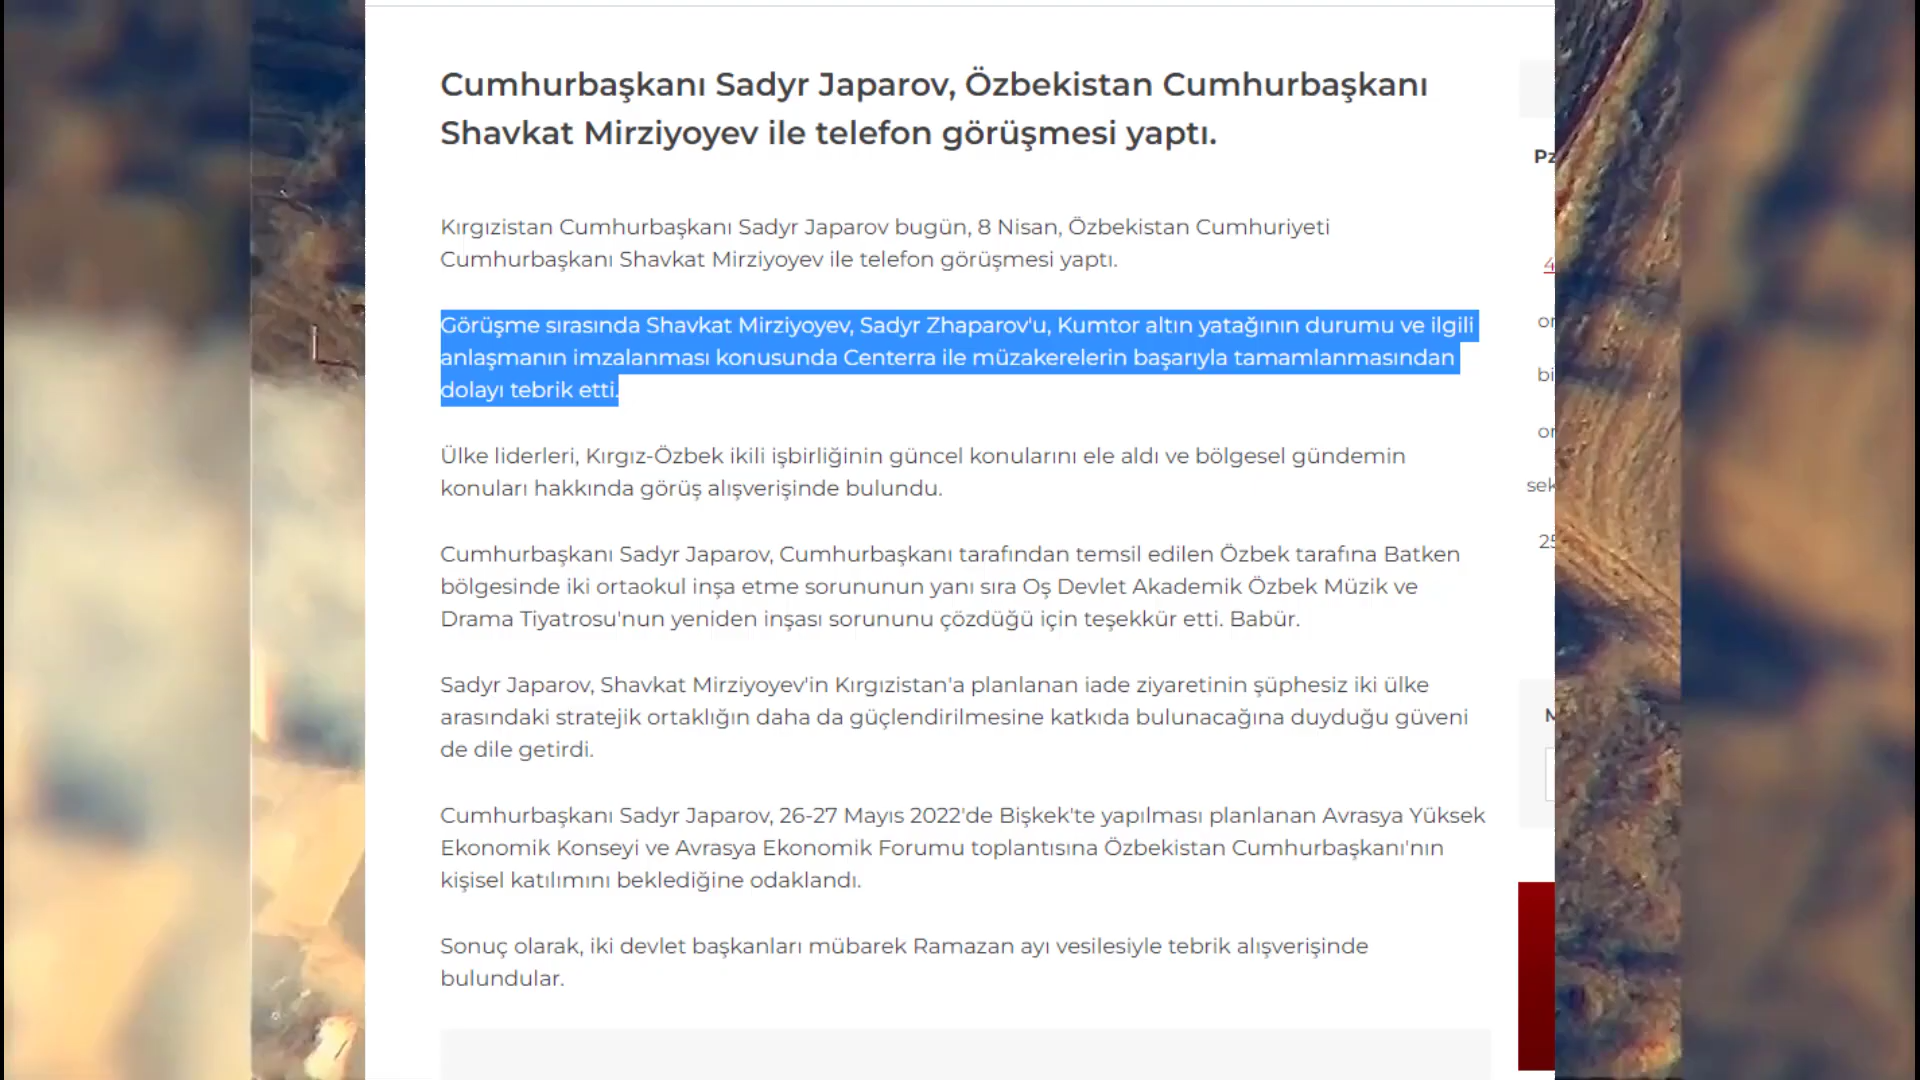 Cumhurbaşkanı Sadyr Japarov, Özbekistan Cumhurbaşkanı
Shavkat Mirziyoyev ile telefon görüşmesi yaptı.
Kırgızistan Cumhurbaşkanı Sadyr Japarov bugün, 8 Nisan, Özbekistan Cumhuriyeti
Cumhurbaşkanı Shavkat Mirziyoyev ile telefon görüşmesi yaptı.
Görüşme sırasında Shavkat Mirziyoyev, Sadyr Zhaparov'u, Kumtor altın yatağının durumu ve ilgili
anlaşmanın imzalanması konusunda Centerra ile müzakerelerin başarıyla tamamlanmasından
dolayı tebrik etti.
Ülke liderleri, Kırgız-Özbek ikili işbirliğinin güncel konularını ele aldı ve bölgesel gündemin
konuları hakkında görüş alışverişinde bulundu.
Cumhurbaşkanı Sadyr Japarov, Cumhurbaşkanı tarafından temsil edilen Özbek tarafına Batken
bölgesinde iki ortaokul inşa etme sorununun yanı sıra Oş Devlet Akademik Özbek Müzik ve
Drama Tiyatrosu'nun yeniden inşası sorununu çözdüğü için teşekkür etti. Babür.
Sadyr Japarov, Shavkat Mirziyoyev'in Kırgızistan'a planlanan iade ziyaretinin şüphesiz iki ülke
arasındaki stratejik ortaklığın daha da güçlendirilmesine katkıda bulunacağına duyduğu güveni
de dile getirdi.
Cumhurbaşkanı Sadyr Japarov, 26-27 Mayıs 2022'de Bişkek'te yapılması planlanan Avrasya Yüksek
Ekonomik Konseyi ve Avrasya Ekonomik Forumu toplantısına Özbekistan Cumhurbaşkanı'nın
kişisel katılımını beklediğine odaklandı.
Sonuç olarak, iki devlet başkanları mübarek Ramazan ayı vesilesiyle tebrik alışverişinde
bulundular.